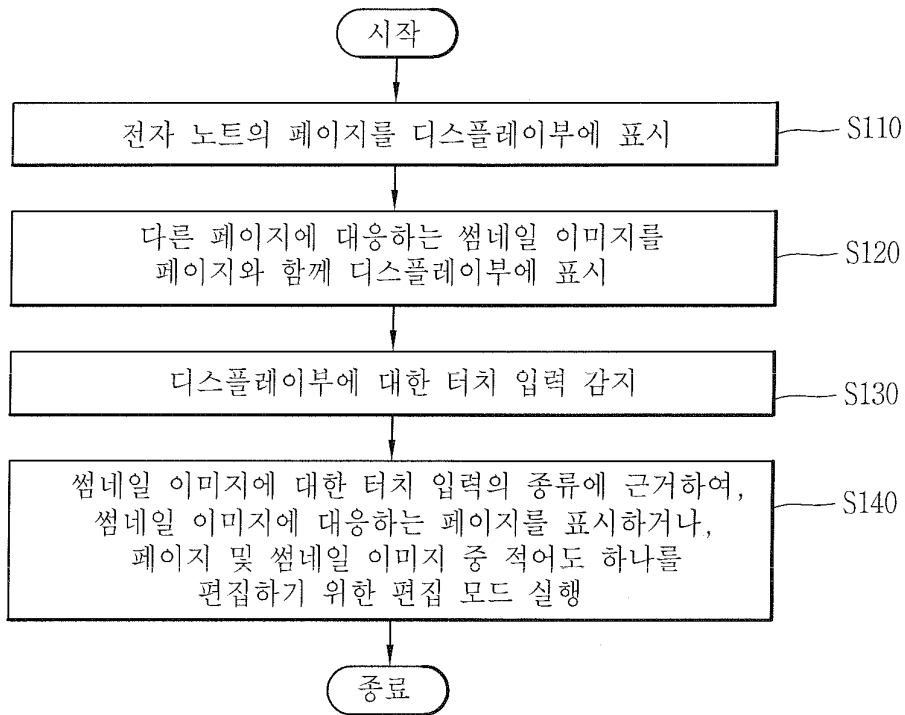 시작
전자 노트의 페이지를 디스플레이부에 표시
S110
다른 페이지에 대응하는 썸네일 이미지를
페이지와 함께 디스플레이부에 표시
S120
디스플레이부에 대한 터치 입력 감지
S130
썸네일 이미지에 대한 터치 입력의 종류에 근거하여,
썸네일 이미지에 대응하는 페이지를 표시하거나,
페이지 및 썸네일 이미지 중 적어도 하나를
편집하기 위한 편집 모드 실행
S140
종료